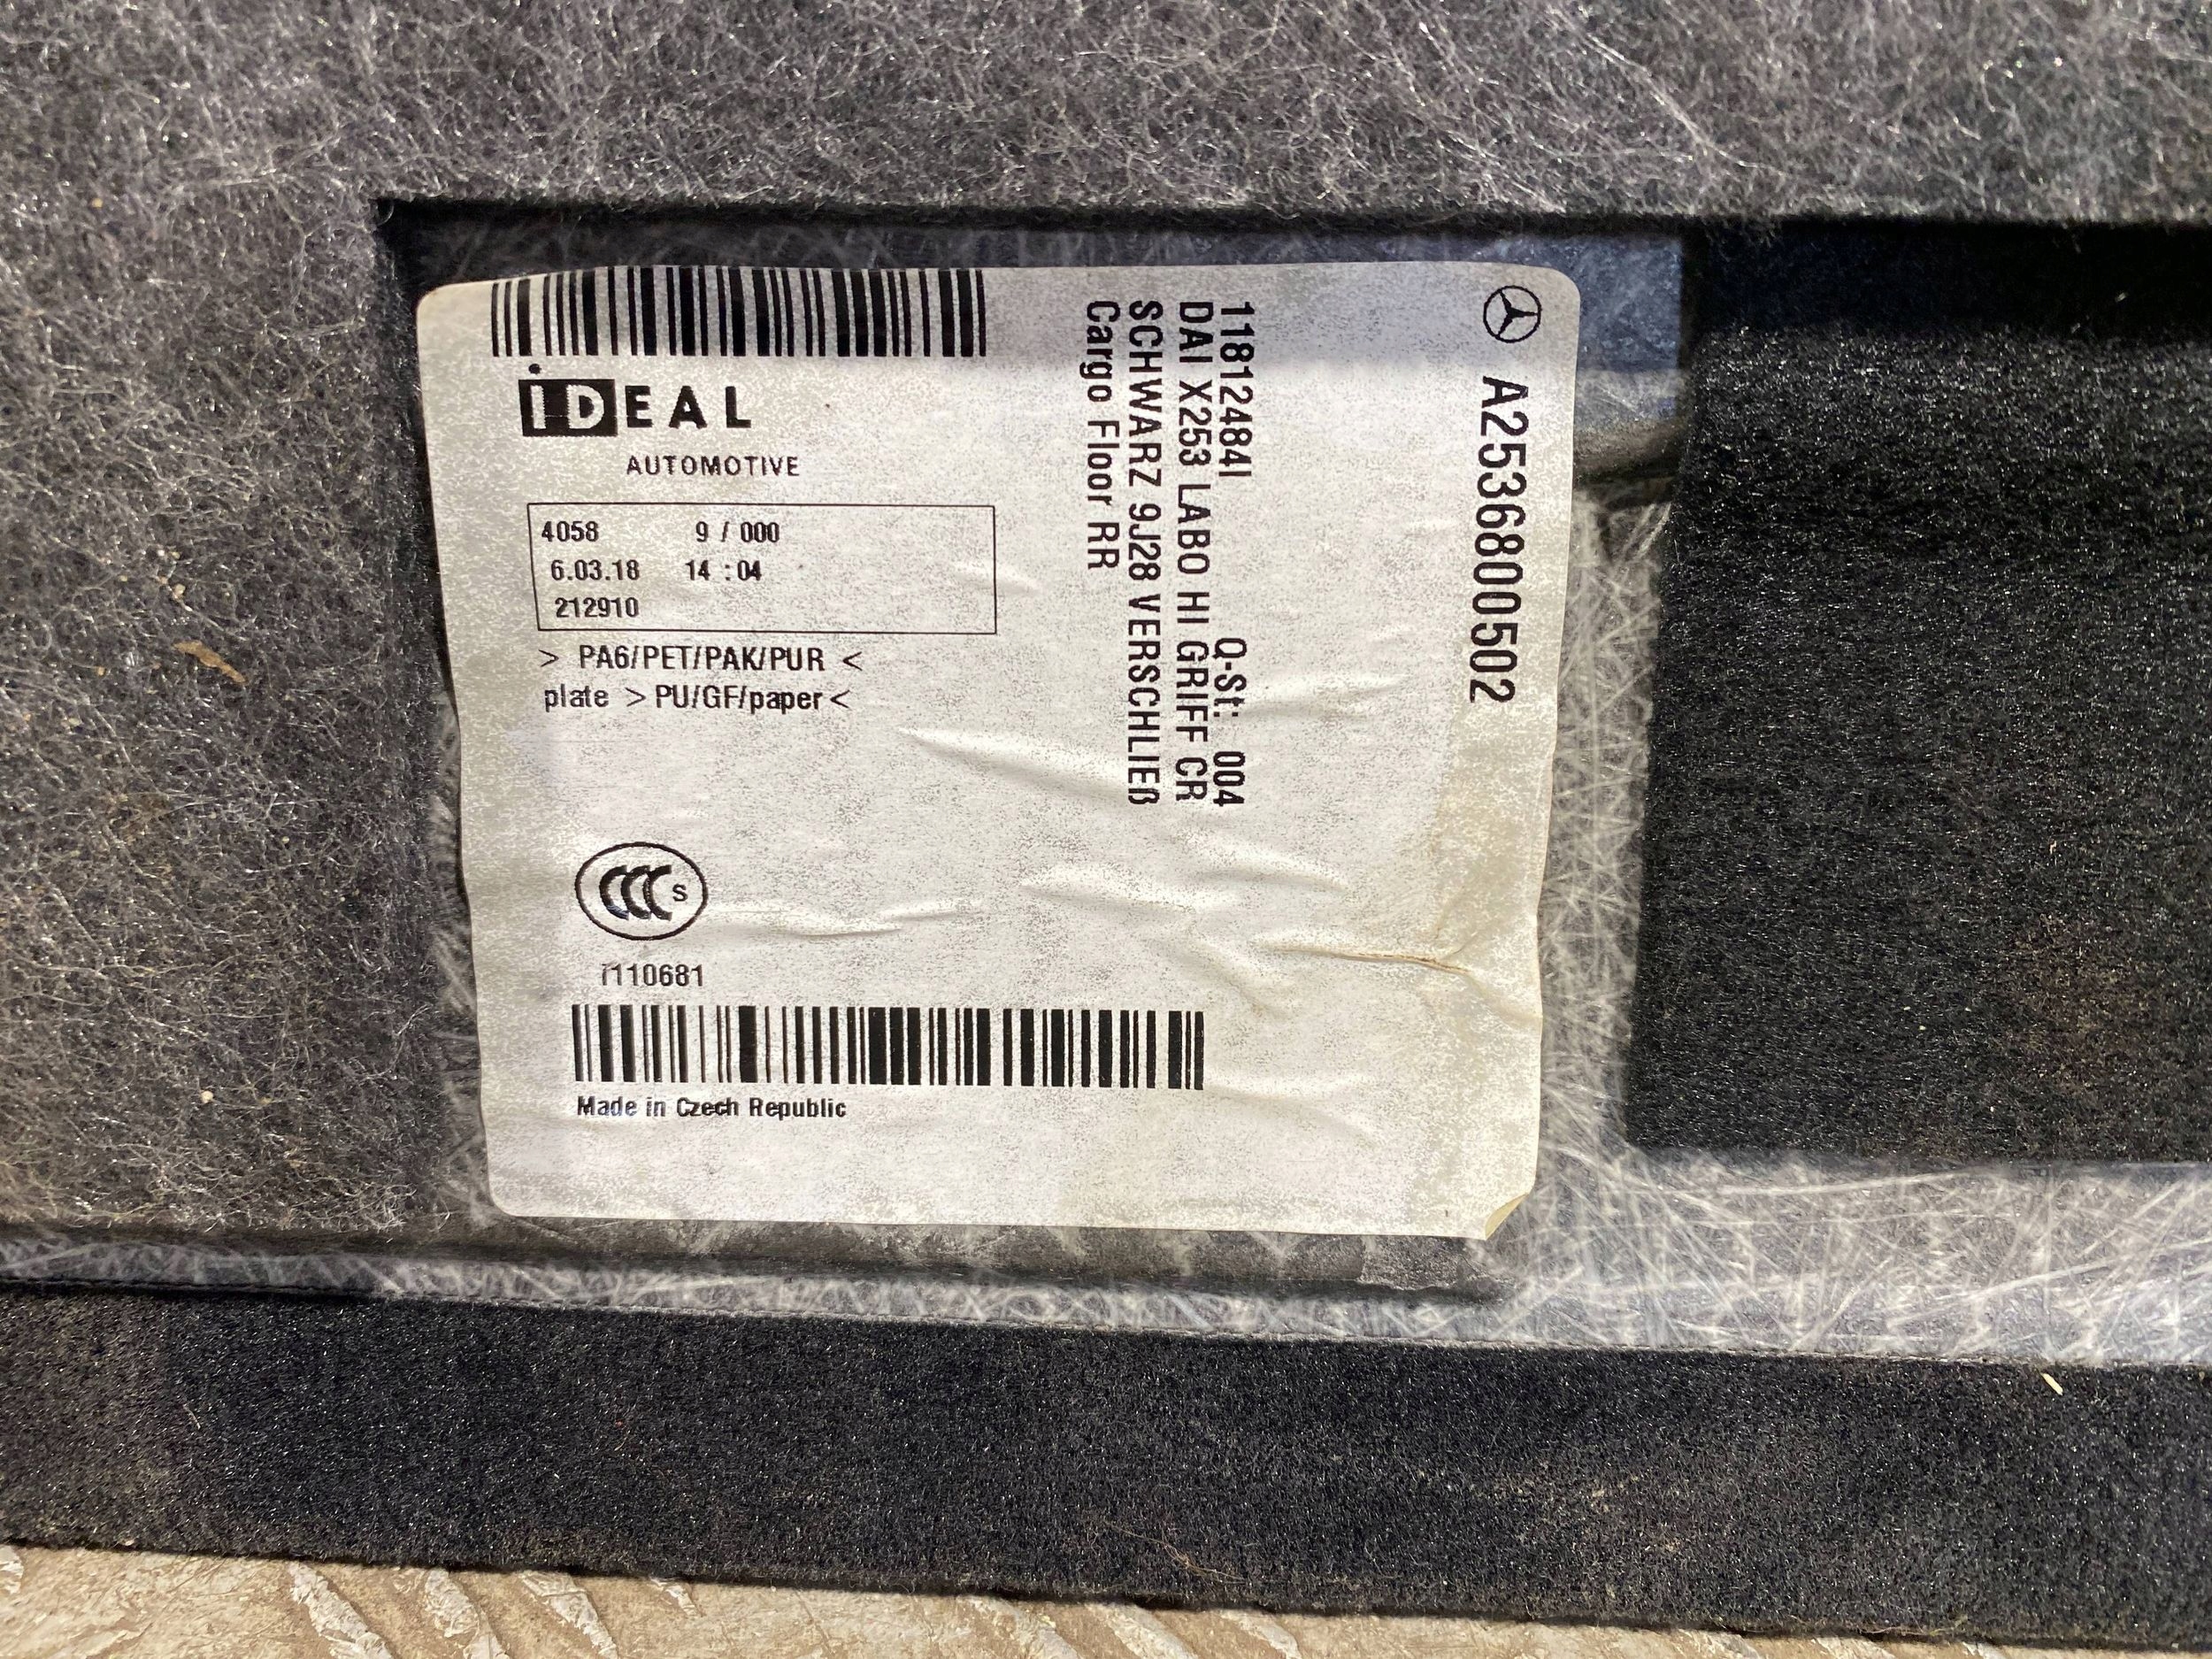 iDEAL
AUTOMOTIVE
4058 9 / 000
6.03.18 14 :04
212910
> PA6/PET/PAK/PUR <
plate > PU/GF/paper <
CCC S
Made in Czech Republic
A2536800502
11812484I Q-St: 004
DAI X253 LABO HI GRIFF CR
SCHWARZ 9J28 VERSCHLIEß
Cargo Floor RR